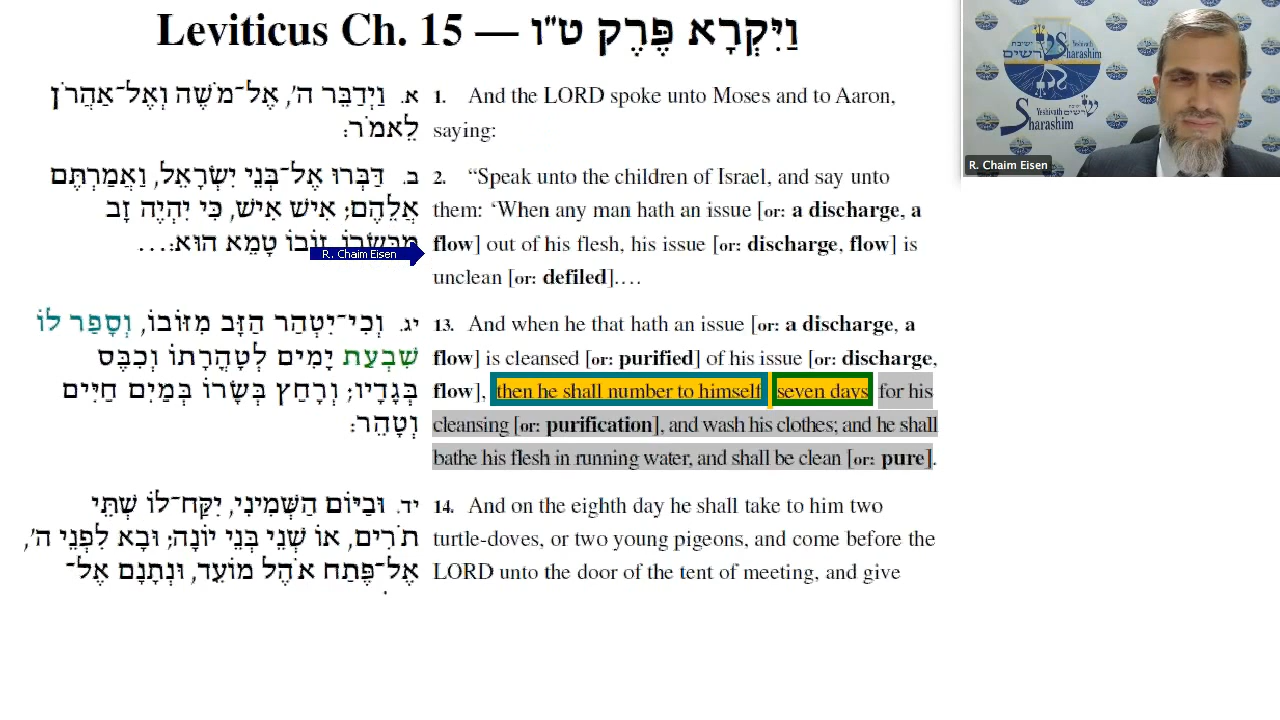 Leviticus Ch. 15 — וַיִּקְרָא פֶּרֶק ט"ו
א. וַיְדַבֵּר ה', אֶל־מֹשֶׁה וְאֶל־אַהֲרֹן
לֵאמֹר:
1. And the LORD spoke unto Moses and to Aaron,
saying:
ב. דַּבְּרוּ אֶל־בְּנֵי יִשְׂרָאֵל, וַאֲמַרְתֶּם
אֲלֵהֶם; אִישׁ אִישׁ, כִּי יִהְיֶה זָב
מִבְּשָׂרוֹ, זוֹבוֹ טָמֵא הוּא:...
2. “Speak unto the children of Israel, and say unto
them: ‘When any man hath an issue [or: a discharge, a
flow] out of his flesh, his issue [or: discharge, flow] is
unclean [or: defiled]....
R. Chaim Eisen
יג. וְכִי־יִטְהַר הַזָּב מִזּוֹבוֹ, וְסָפַר לוֹ
שִׁבְעַת יָמִים לְטָהֳרָתוֹ וְכִבֶּס
בְּגָדָיו; וְרָחַץ בְּשָׂרוֹ בְּמַיִם חַיִּים
וְטָהֵר:
13. And when he that hath an issue [or: a discharge, a
flow] is cleansed [or: purified] of his issue [or: discharge,
flow], then he shall number to himself seven days for his
cleansing [or: purification], and wash his clothes; and he shall
bathe his flesh in running water, and shall be clean [or: pure].
יד. וּבַיּוֹם הַשְּׁמִינִי, יִקַּח־לוֹ שְׁתֵּי
תֹרִים, אוֹ שְׁנֵי בְּנֵי יוֹנָה; וּבָא לִפְנֵי ה',
אֶל־פֶּתַח אֹהֶל מוֹעֵד, וּנְתָנָם אֶל־
14. And on the eighth day he shall take to him two
turtle-doves, or two young pigeons, and come before the
LORD unto the door of the tent of meeting, and give
ישיבת
שרשים
Yeshivath
Sharashim
R. Chaim Eisen